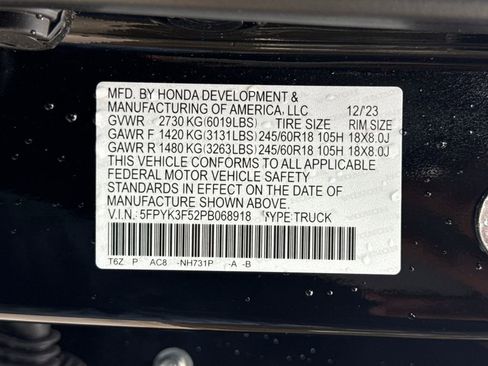 MFD. BY HONDA DEVELOPMENT &
MANUFACTURING OF AMERICA, LLC 12/'23
GVWR 2730 KG(6019LBS) TIRE SIZE RIM SIZE
GAWR F 1420 KG(3131LBS) 245/60R18 105H 18X8.0J
GAWR R 1480 KG(3263LBS) 245/60R18 105H 18X8.0J
THIS VEHICLE CONFORMS TO ALL APPLICABLE
FEDERAL MOTOR VEHICLE SAFETY
STANDARDS IN EFFECT ON THE DATE OF
MANUFACTURE SHOWN ABOVE.
V.I.N.: 5FPYK3F52PB068918 TYPE:TRUCK
T6Z P AC8 -NH731P -A -B